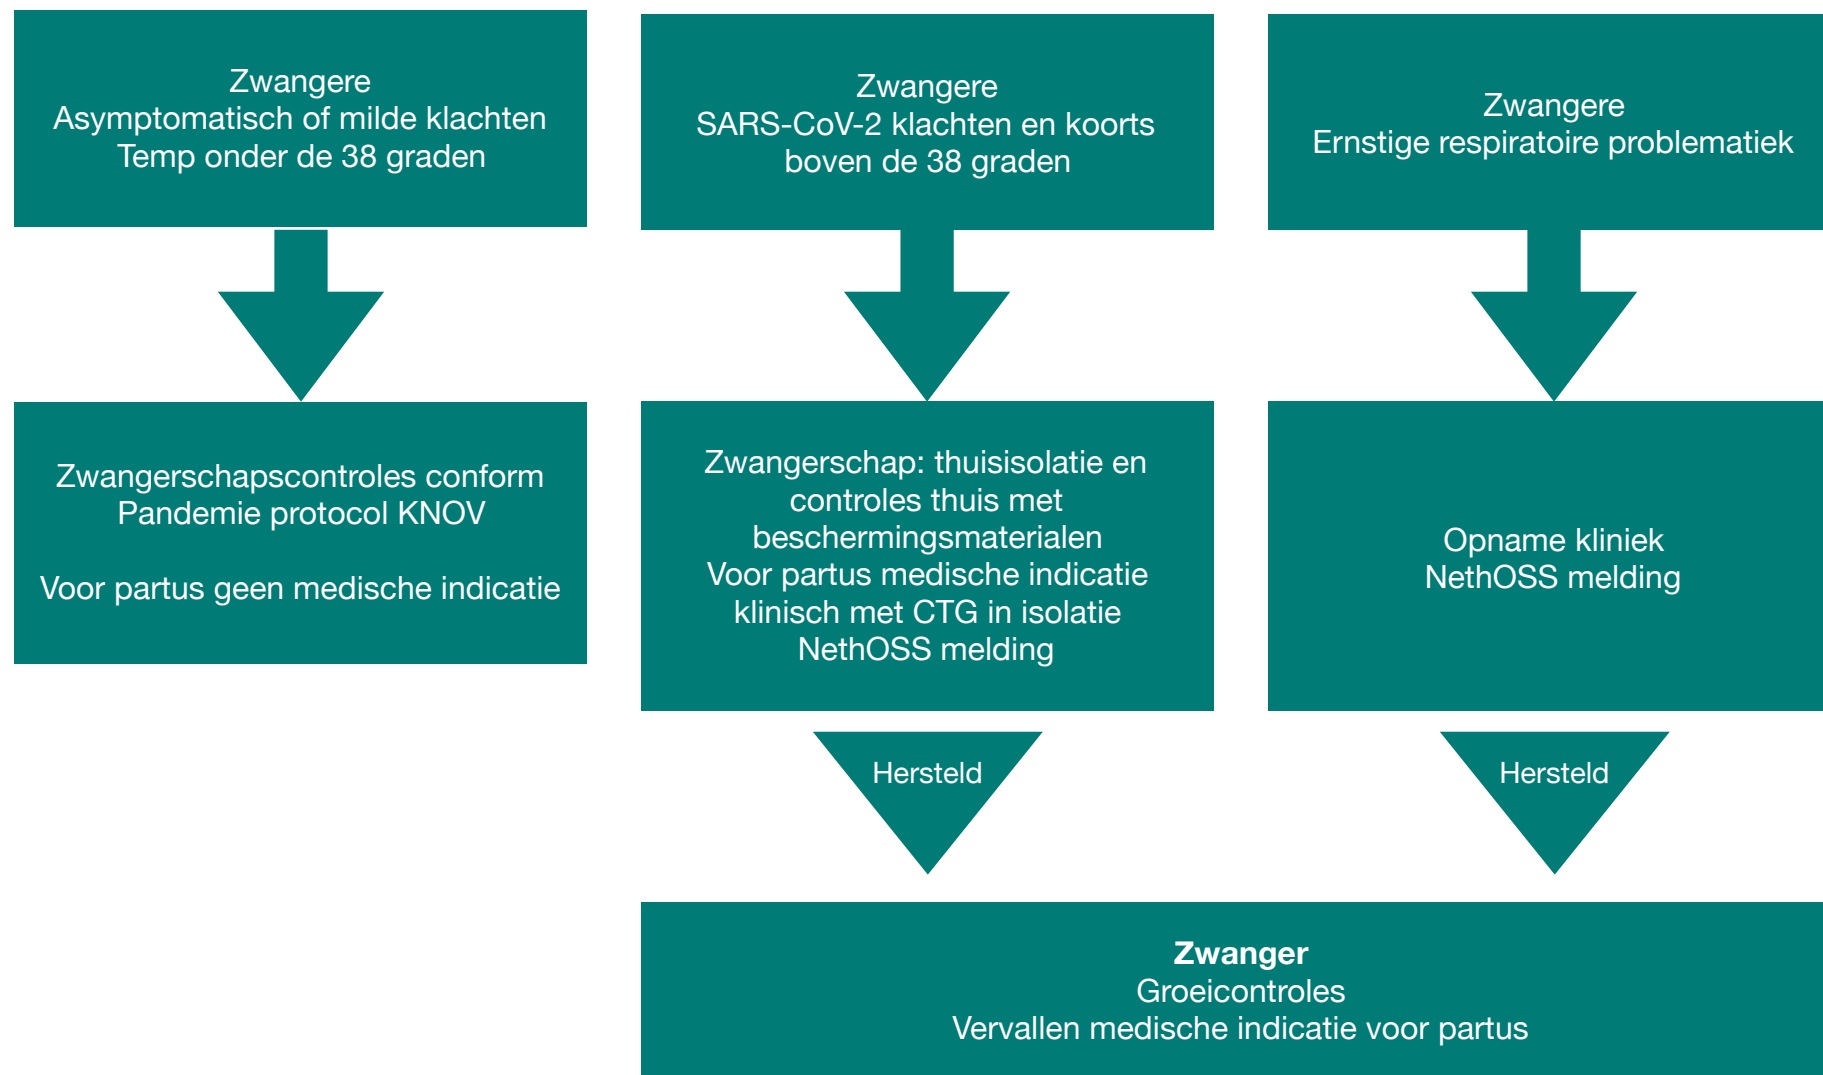 Zwangere
Asymptomatisch of milde klachten
Temp onder de 38 graden
Zwangere
SARS-CoV-2 klachten en koorts
boven de 38 graden
Zwangere
Ernstige respiratoire problematiek
Zwangerschapscontroles conform
Pandemie protocol KNOV
Voor partus geen medische indicatie
Zwangerschap: thuisisolatie en
controles thuis met
beschermingsmaterialen
Voor partus medische indicatie
klinisch met CTG in isolatie
NethOSS melding
Opname kliniek
NethOSS melding
Hersteld
Hersteld
Zwanger
Groeicontroles
Vervallen medische indicatie voor partus